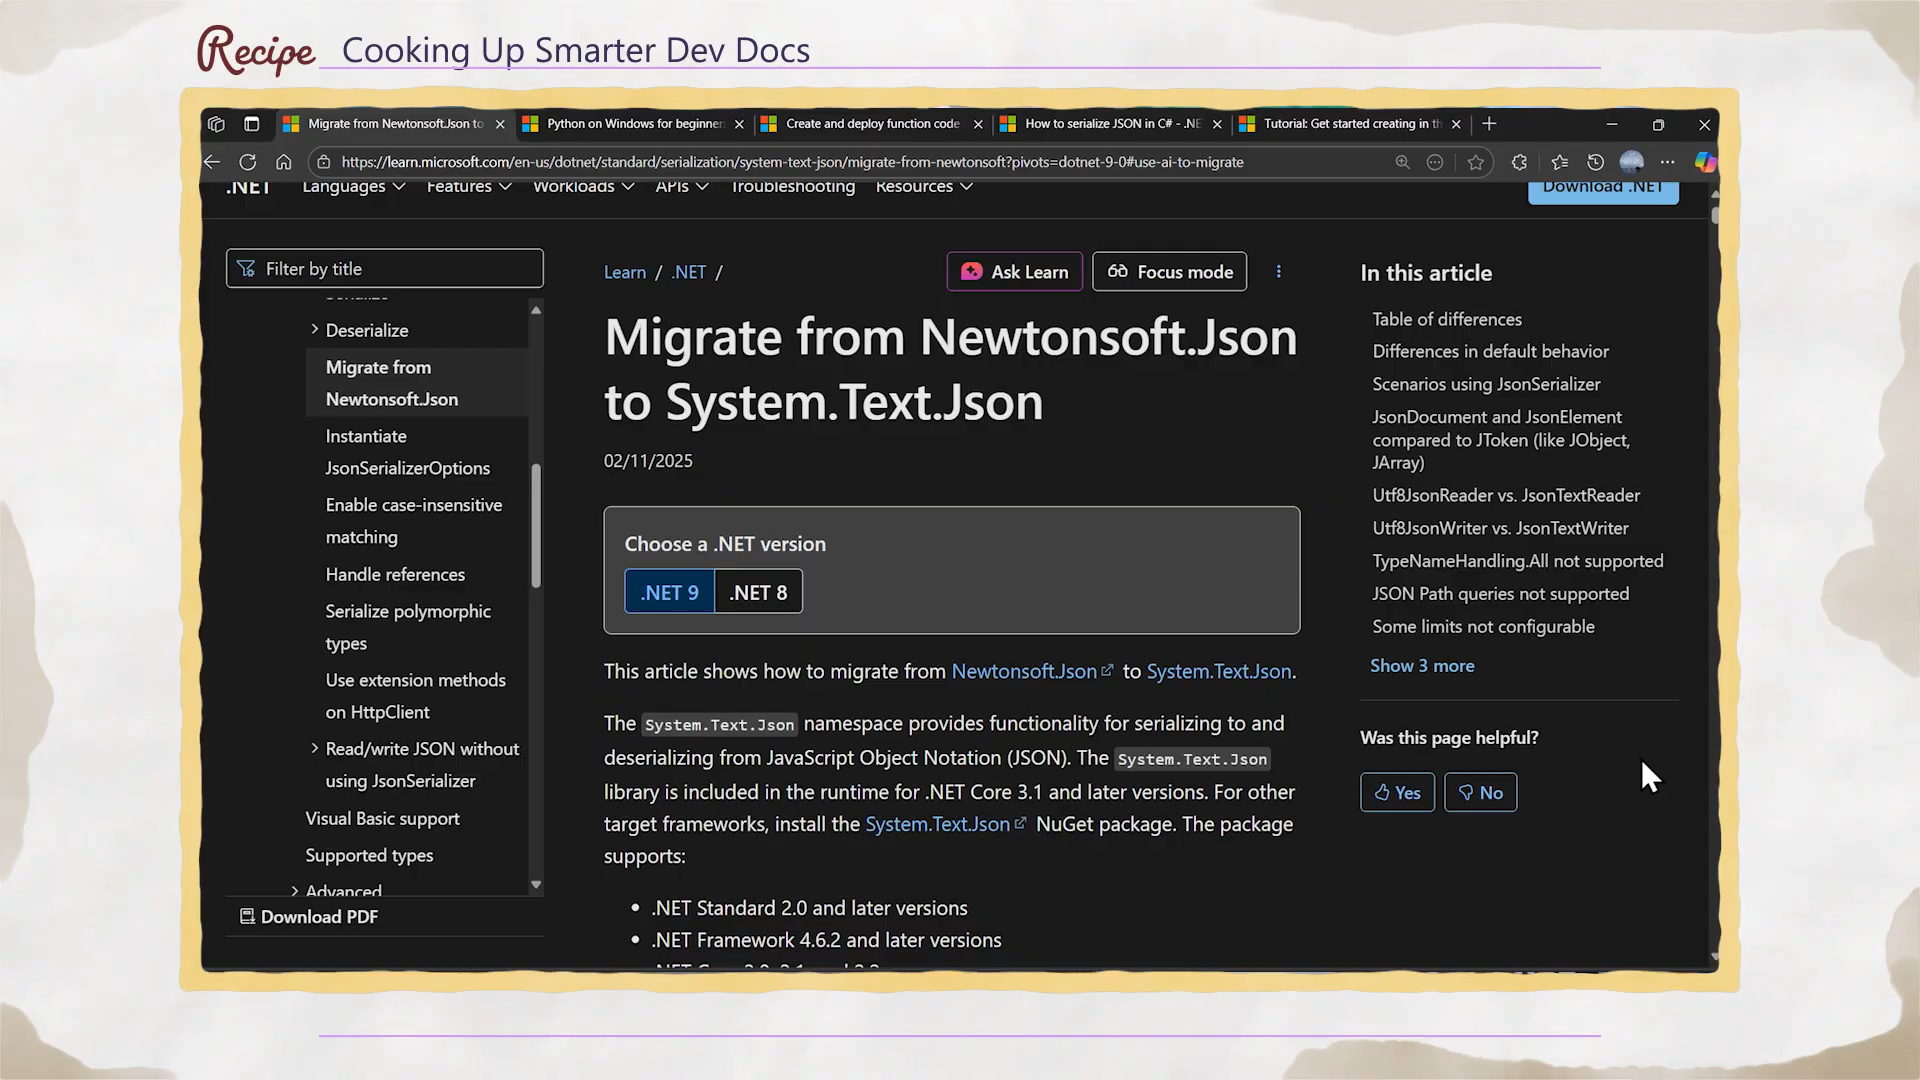 Recipe Cooking Up Smarter Dev Docs
Migrate from Newtonsoft.Json to
Python on Windows for beginner
Create and deploy function code
How to serialize JSON in C# - .NE
Tutorial: Get started creating in th
https://learn.microsoft.com/en-us/dotnet/standard/serialization/system-text-json/migrate-from-newtonsoft?pivots=dotnet-9-0#use-ai-to-migrate
.NET Languages Features Workloads APIs Troubleshooting Resources Download .NET
Filter by title
Serialize
Deserialize
Migrate from
Newtonsoft.Json
Instantiate
JsonSerializerOptions
Enable case-insensitive
matching
Handle references
Serialize polymorphic
types
Use extension methods
on HttpClient
Read/write JSON without
using JsonSerializer
Visual Basic support
Supported types
Advanced
Download PDF
Learn / .NET /
Ask Learn
Focus mode
Migrate from Newtonsoft.Json
to System.Text.Json
02/11/2025
Choose a .NET version
.NET 9 .NET 8
This article shows how to migrate from Newtonsoft.Json to System.Text.Json.
The System.Text.Json namespace provides functionality for serializing to and
deserializing from JavaScript Object Notation (JSON). The System.Text.Json
library is included in the runtime for .NET Core 3.1 and later versions. For other
target frameworks, install the System.Text.Json NuGet package. The package
supports:
• .NET Standard 2.0 and later versions
• .NET Framework 4.6.2 and later versions
In this article
Table of differences
Differences in default behavior
Scenarios using JsonSerializer
JsonDocument and JsonElement
compared to JToken (like JObject,
JArray)
Utf8JsonReader vs. JsonTextReader
Utf8JsonWriter vs. JsonTextWriter
TypeNameHandling.All not supported
JSON Path queries not supported
Some limits not configurable
Show 3 more
Was this page helpful?
Yes No